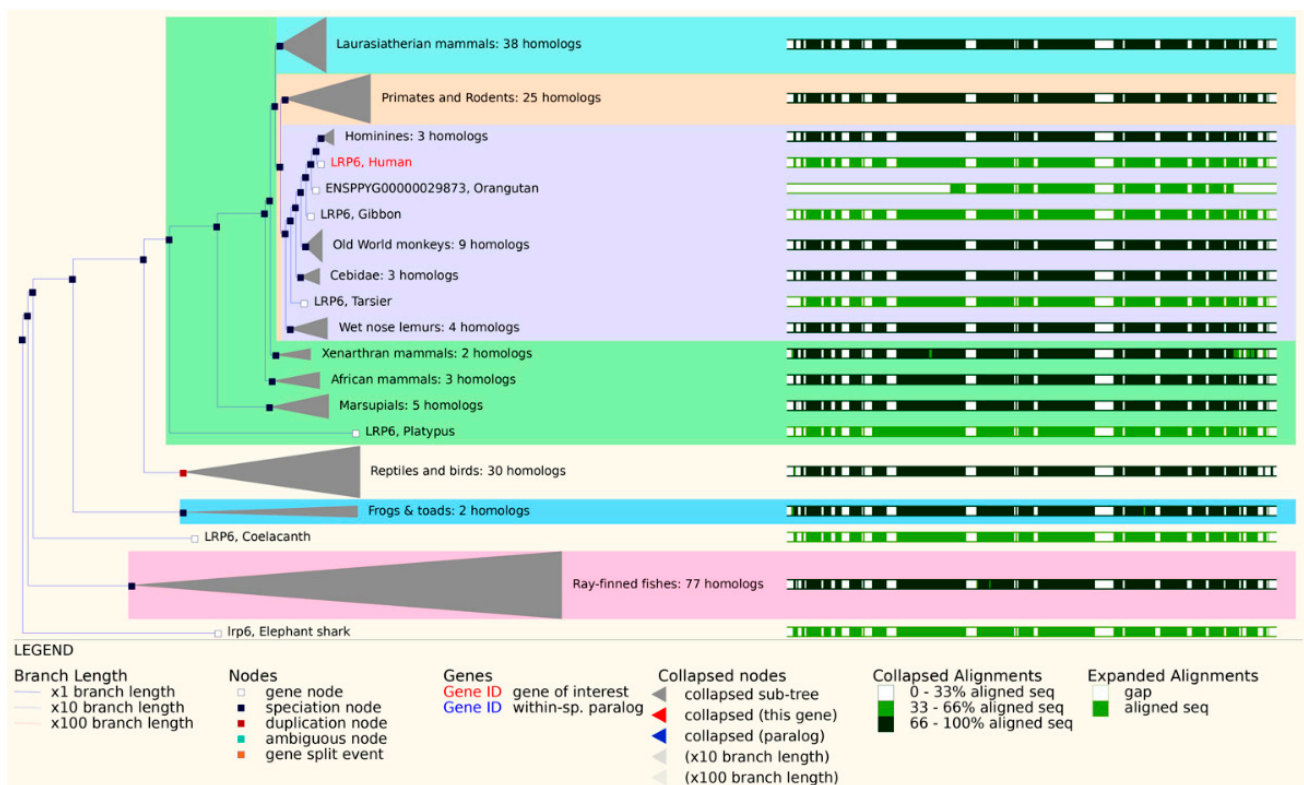 Laurasiatherian mammals: 38 homologs
Primates and Rodents: 25 homologs
Hominines: 3 homologs
LRP6, Human
ENSPPYG00000029873, Orangutan
LRP6, Gibbon
Old World monkeys: 9 homologs
Cebidae: 3 homologs
LRP6, Tarsier
Wet nose lemurs: 4 homologs
Xenarthran mammals: 2 homologs
African mammals: 3 homologs
Marsupials: 5 homologs
LRP6, Platypus
Reptiles and birds: 30 homologs
Frogs & toads: 2 homologs
LRP6, Coelacanth
Ray-finned fishes: 77 homologs
lrp6, Elephant shark
LEGEND
Branch Length
x1 branch length
x10 branch length
x100 branch length
Nodes
gene node
speciation node
duplication node
ambiguous node
gene split event
Genes
Gene ID gene of interest
Gene ID within-sp. paralog
Collapsed nodes
collapsed sub-tree
collapsed (this gene)
collapsed (paralog)
(x10 branch length)
(x100 branch length)
Collapsed Alignments
0 - 33% aligned seq
33 - 66% aligned seq
66 - 100% aligned seq
Expanded Alignments
gap
aligned seq